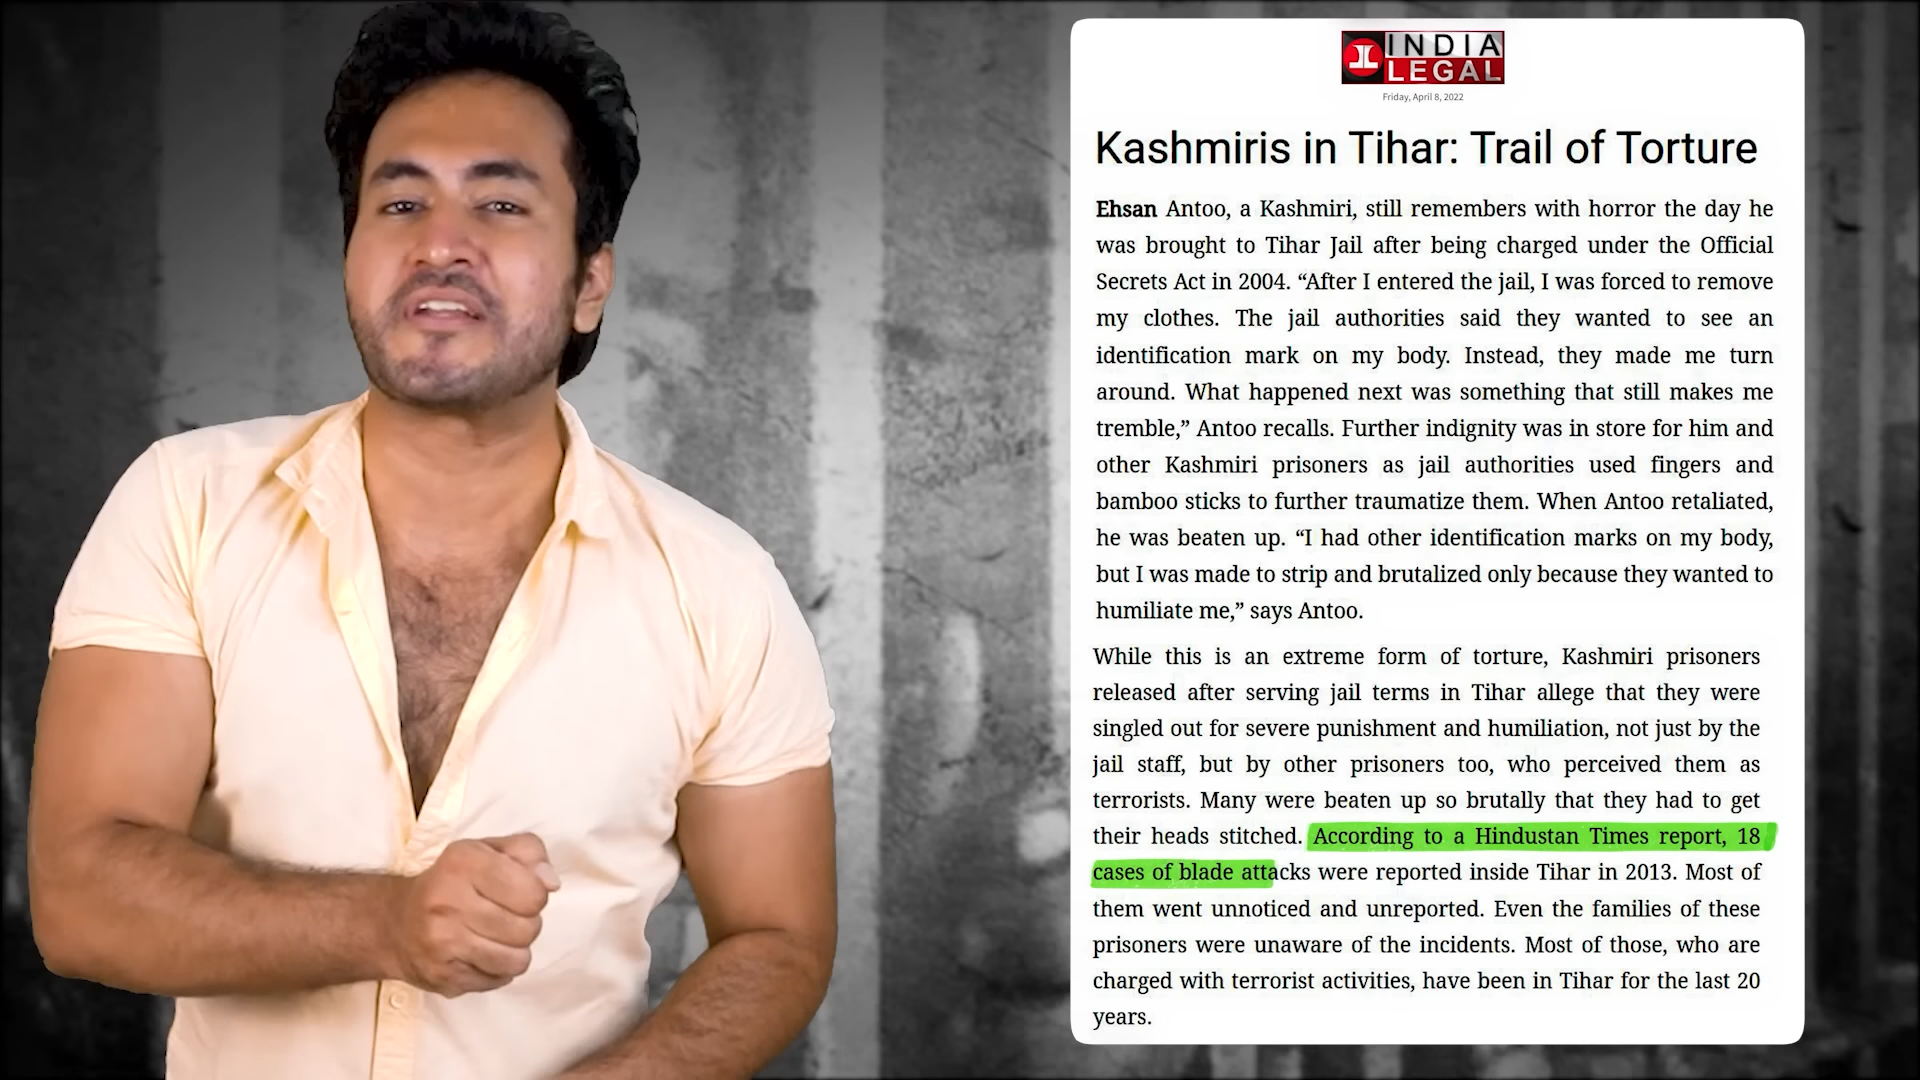 INDIA
LEGAL
Friday, April 8, 2022
Kashmiris in Tihar: Trail of Torture
Ehsan Antoo, a Kashmiri, still remembers with horror the day he
was brought to Tihar Jail after being charged under the Official
Secrets Act in 2004. “After I entered the jail, I was forced to remove
my clothes. The jail authorities said they wanted to see an
identification mark on my body. Instead, they made me turn
around. What happened next was something that still makes me
tremble,” Antoo recalls. Further indignity was in store for him and
other Kashmiri prisoners as jail authorities used fingers and
bamboo sticks to further traumatize them. When Antoo retaliated,
he was beaten up. “I had other identification marks on my body,
but I was made to strip and brutalized only because they wanted to
humiliate me,” says Antoo.
While this is an extreme form of torture, Kashmiri prisoners
released after serving jail terms in Tihar allege that they were
singled out for severe punishment and humiliation, not just by the
jail staff, but by other prisoners too, who perceived them as
terrorists. Many were beaten up so brutally that they had to get
their heads stitched. According to a Hindustan Times report, 18
cases of blade attacks were reported inside Tihar in 2013. Most of
them went unnoticed and unreported. Even the families of these
prisoners were unaware of the incidents. Most of those, who are
charged with terrorist activities, have been in Tihar for the last 20
years.